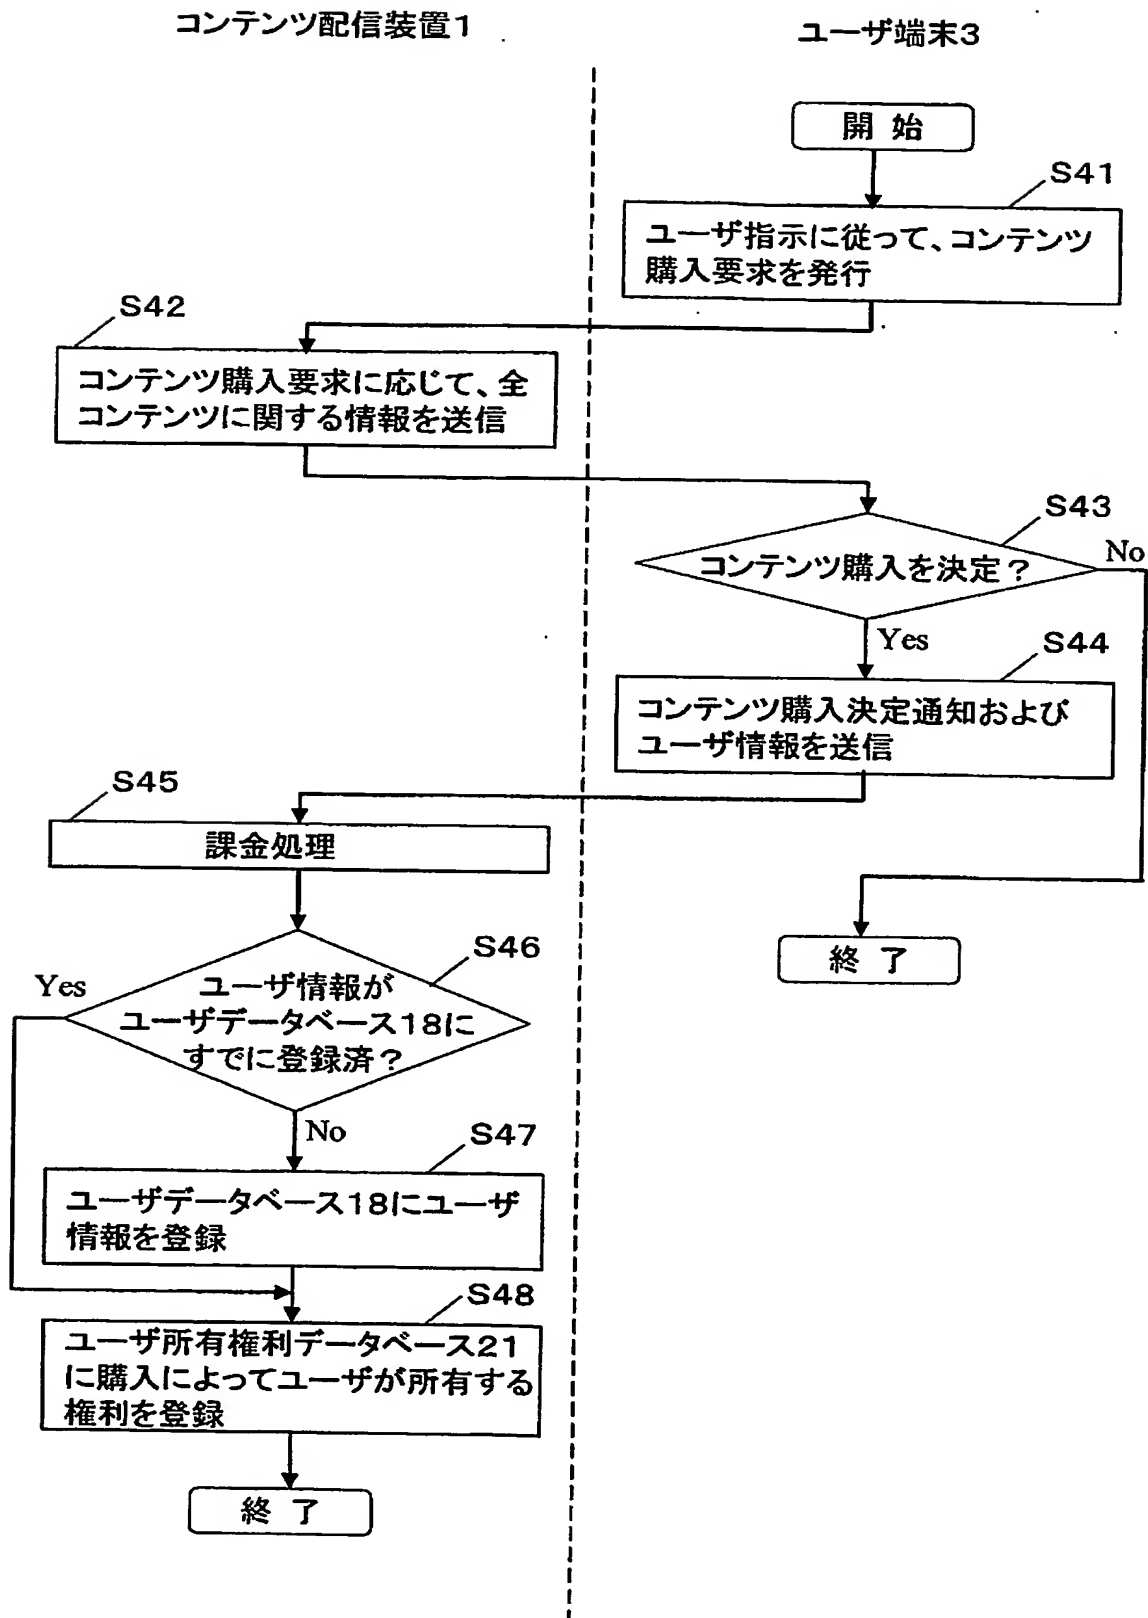 コンテンツ配信装置1
ユーザ端末3
開 始
S41
ユーザ指示に従って、コンテンツ
購入要求を発行
S42
コンテンツ購入要求に応じて、全
コンテンツに関する情報を送信
S43
コンテンツ購入を決定?
No
Yes
S44
コンテンツ購入決定通知および
ユーザ情報を送信
S45
課金処理
終 了
S46
Yes
ユーザ情報が
ユーザデータベース18に
すでに登録済?
No
S47
ユーザデータベース18にユーザ
情報を登録
S48
ユーザ所有権利データベース21
に購入によってユーザが所有する
権利を登録
終 了